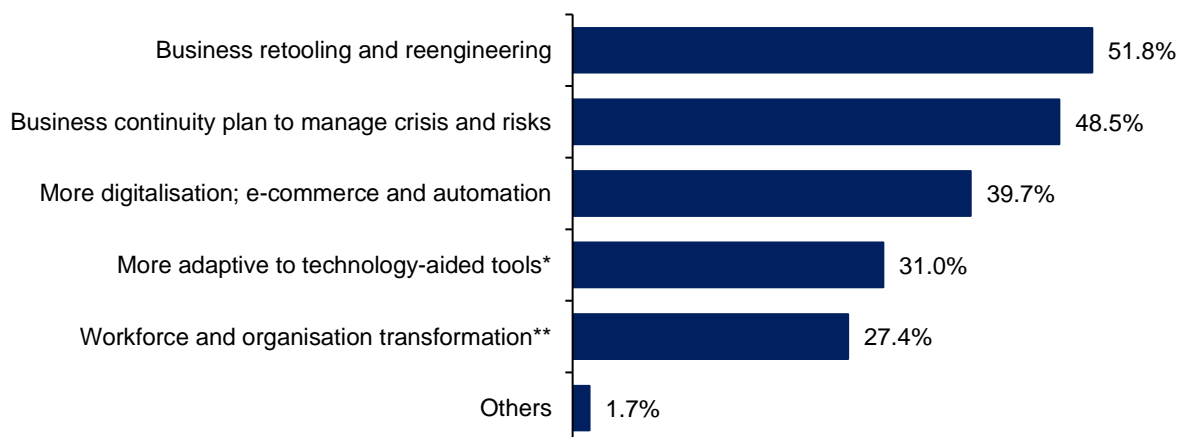 Business retooling and reengineering 51.8%
Business continuity plan to manage crisis and risks 48.5%
More digitalisation; e-commerce and automation 39.7%
More adaptive to technology-aided tools* 31.0%
Workforce and organisation transformation** 27.4%
Others 1.7%